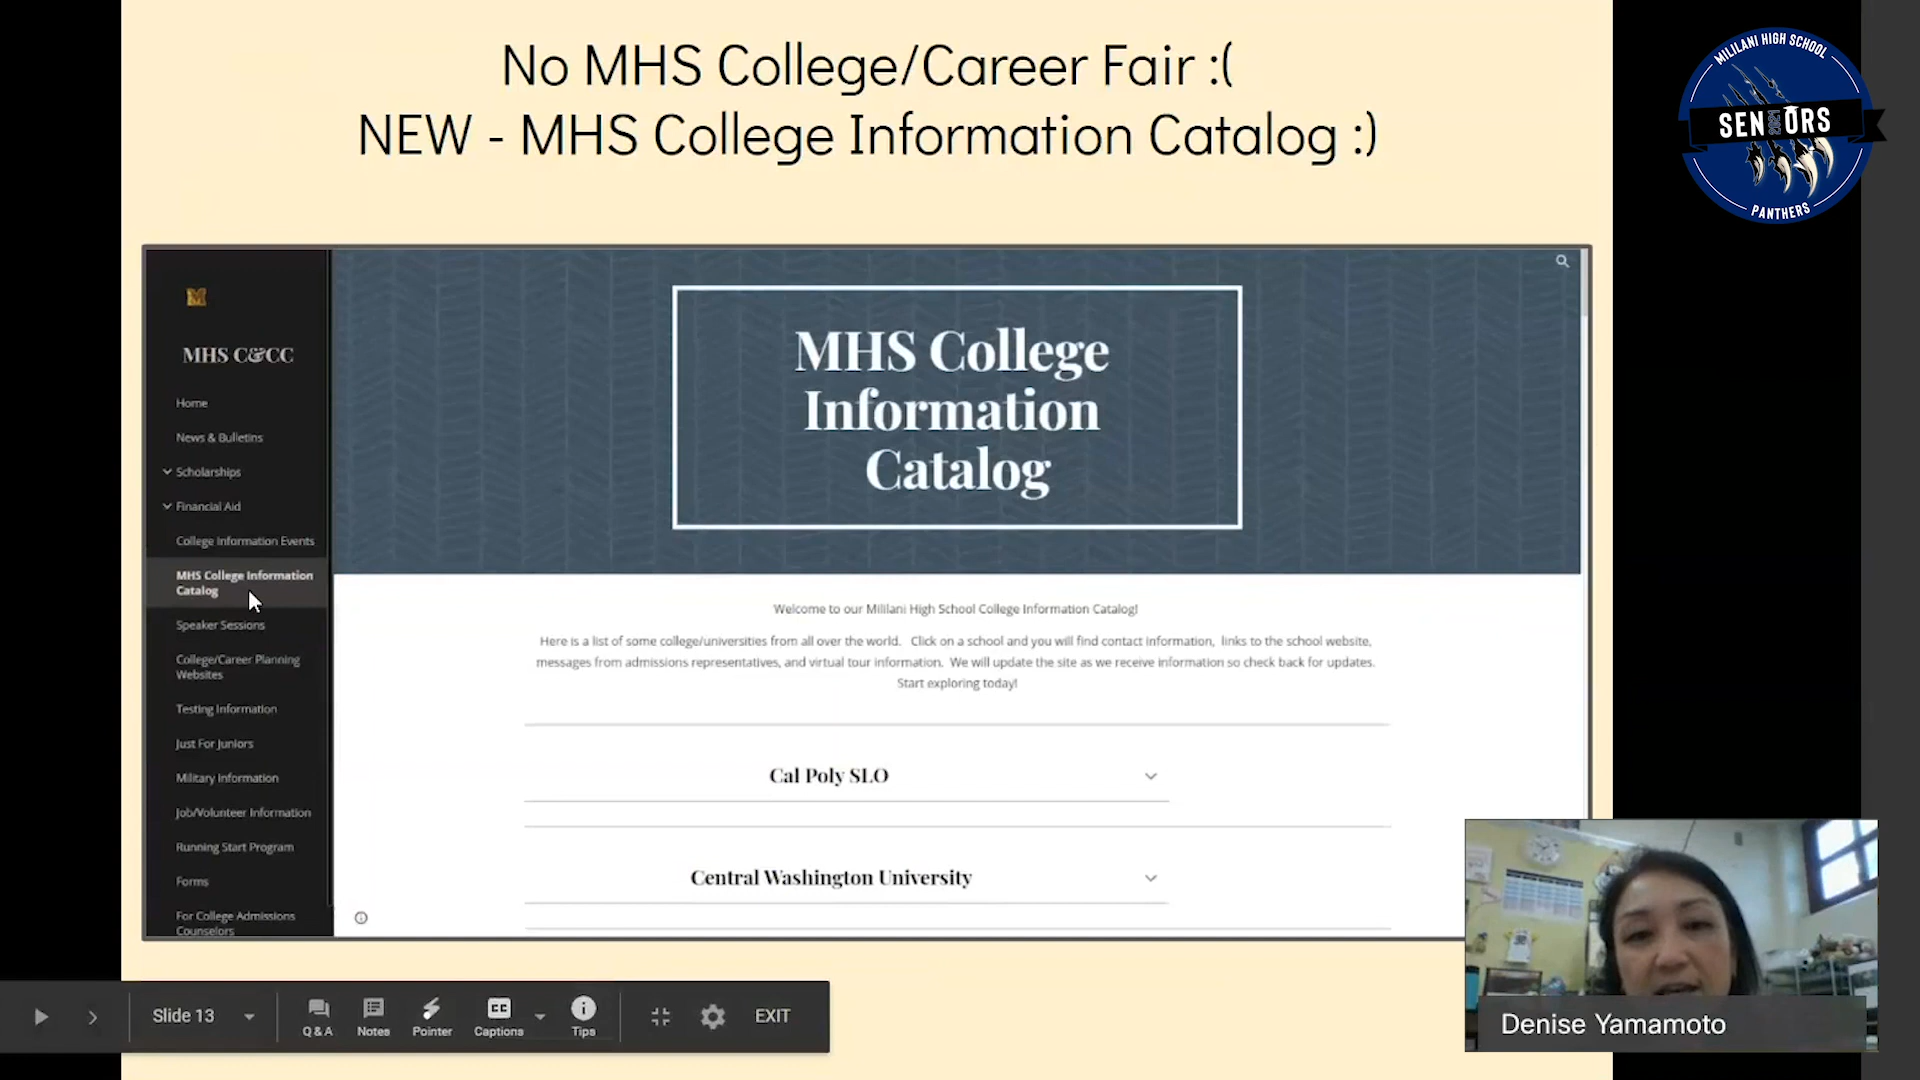 No MHS College/Career Fair :(
NEW - MHS College Information Catalog :)
MILILANI HIGH SCHOOL
SENIORS
2021
PANTHERS
M
MHS C&CC
Home
News & Bulletins
Scholarships
Financial Aid
College Information Events
MHS College Information
Catalog
Speaker Sessions
College/Career Planning
Websites
Testing Information
Just For Juniors
Military Information
Job/Volunteer Information
Running Start Program
Forms
For College Admissions
Counselors
MHS College
Information
Catalog
Welcome to our Mililani High School College Information Catalog!
Here is a list of some college/universities from all over the world. Click on a school and you will find contact information, links to the school website,
messages from admissions representatives, and virtual tour information. We will update the site as we receive information so check back for updates.
Start exploring today!
Cal Poly SLO
Central Washington University
Slide 13
Q & A
Notes
Pointer
CC
Captions
Tips
EXIT
Denise Yamamoto